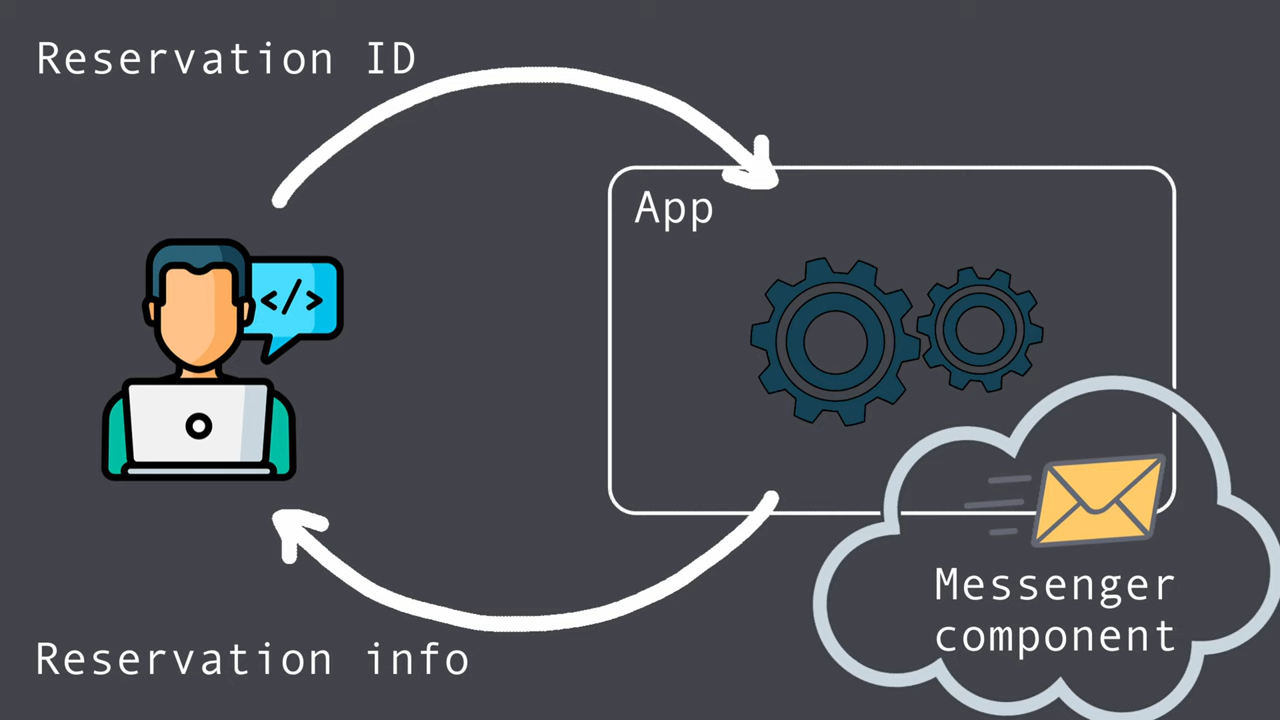 Reservation ID
App
</>
Messenger
component
Reservation info